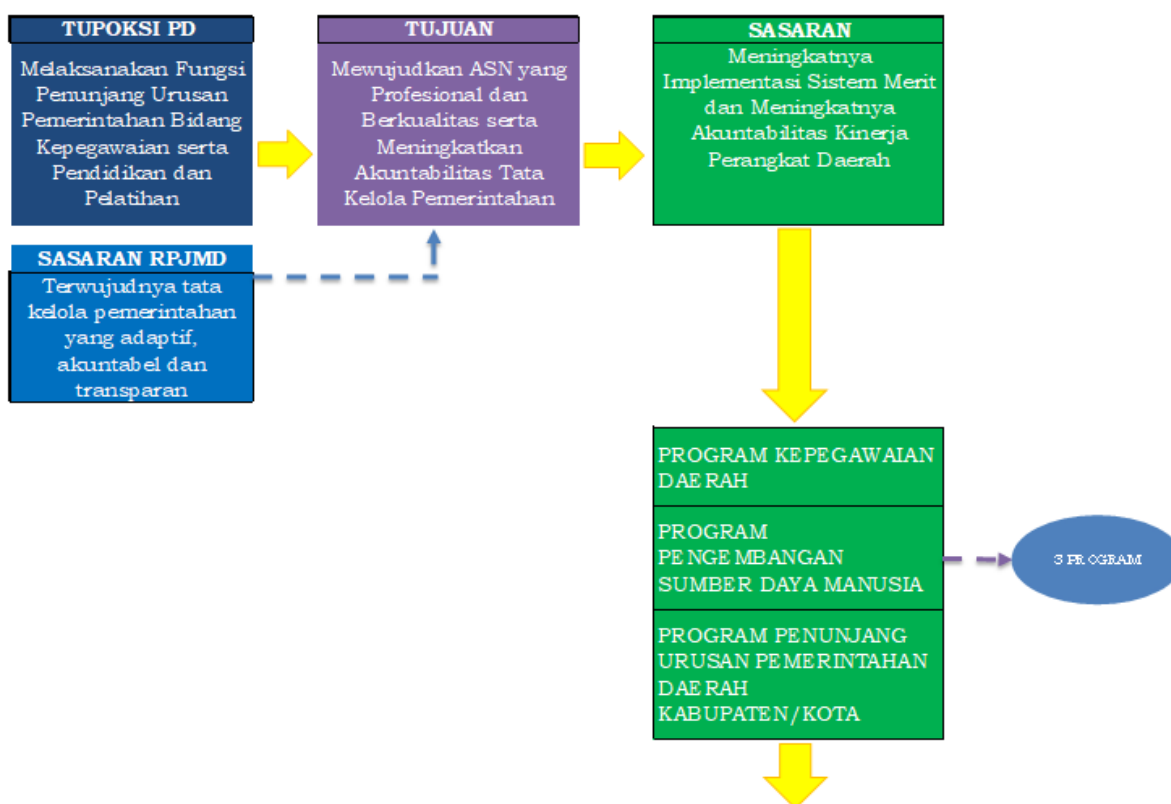 TUPOKSI PD
Melaksanakan Fungsi
Penunjang Urusan
Pemerintahan Bidang
Kepegawaian serta
Pendidikan dan
Pelatihan
TUJUAN
Mewujudkan ASN yang
Profesional dan
Berkualitas serta
Meningkatkan
Akuntabilitas Tata
Kelola Pemerintahan
SASARAN
Meningkatnya
Implementasi Sistem Merit
dan Meningkatnya
Akuntabilitas Kinerja
Perangkat Daerah
SASARAN RPJMD
Terwujudnya tata
kelola pemerintahan
yang adaptif,
akuntabel dan
transparan
PROGRAM KEPEGAWAIAN
DAERAH
PROGRAM
PENGEMBANGAN
SUMBER DAYA MANUSIA
3 PROGRAM
PROGRAM PENUNJANG
URUSAN PEMERINTAHAN
DAERAH
KABUPATEN/KOTA